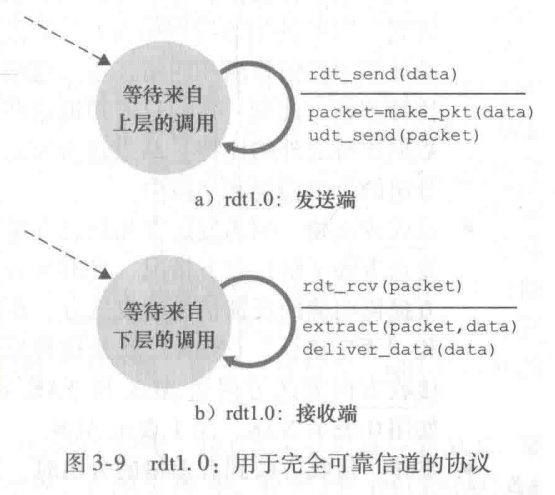 等待来自
上层的调用
rdt_send(data)
packet=make_pkt(data)
udt_send(packet)
a）rdt1.0：发送端
等待来自
下层的调用
rdt_rcv(packet)
extract(packet,data)
deliver_data(data)
b）rdt1.0：接收端
图 3-9 rdt1.0：用于完全可靠信道的协议